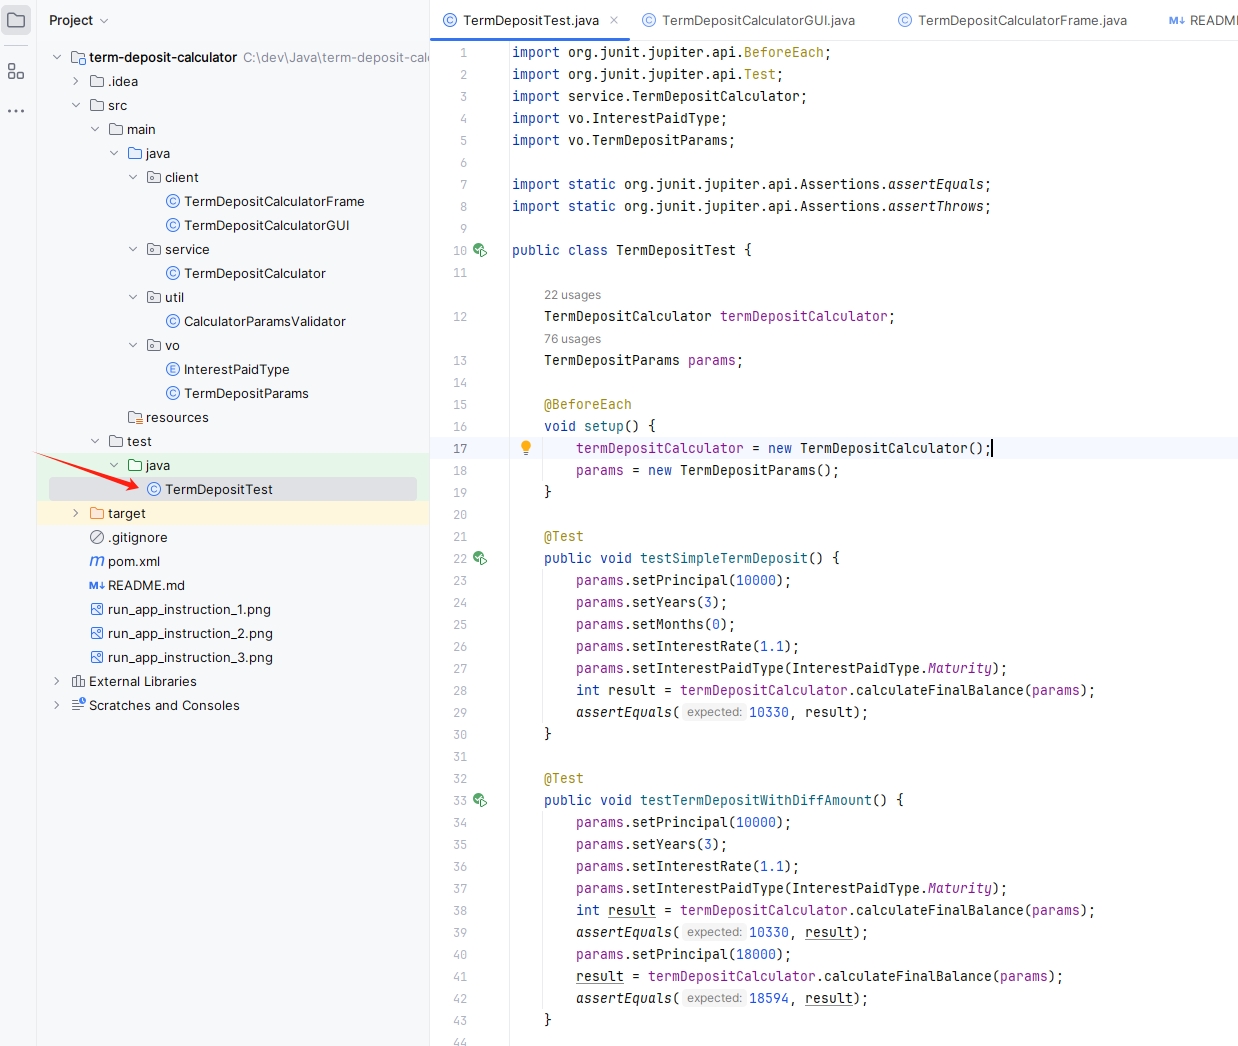 Project
term-deposit-calculator C:\dev\Java\term-deposit-cal
.idea
src
main
java
client
TermDepositCalculatorFrame
TermDepositCalculatorGUI
service
TermDepositCalculator
util
CalculatorParamsValidator
vo
InterestPaidType
TermDepositParams
resources
test
java
TermDepositTest
target
.gitignore
pom.xml
README.md
run_app_instruction_1.png
run_app_instruction_2.png
run_app_instruction_3.png
External Libraries
Scratches and Consoles
TermDepositTest.java TermDepositCalculatorGUI.java TermDepositCalculatorFrame.java READM
1 import org.junit.jupiter.api.BeforeEach;
2 import org.junit.jupiter.api.Test;
3 import service.TermDepositCalculator;
4 import vo.InterestPaidType;
5 import vo.TermDepositParams;
6
7 import static org.junit.jupiter.api.Assertions.assertEquals;
8 import static org.junit.jupiter.api.Assertions.assertThrows;
9
10 public class TermDepositTest {
11
22 usages
12 TermDepositCalculator termDepositCalculator;
76 usages
13 TermDepositParams params;
14
15 @BeforeEach
16 void setup() {
17 termDepositCalculator = new TermDepositCalculator();
18 params = new TermDepositParams();
19 }
20
21 @Test
22 public void testSimpleTermDeposit() {
23 params.setPrincipal(10000);
24 params.setYears(3);
25 params.setMonths(0);
26 params.setInterestRate(1.1);
27 params.setInterestPaidType(InterestPaidType.Maturity);
28 int result = termDepositCalculator.calculateFinalBalance(params);
29 assertEquals( expected: 10330, result);
30 }
31
32 @Test
33 public void testTermDepositWithDiffAmount() {
34 params.setPrincipal(10000);
35 params.setYears(3);
36 params.setInterestRate(1.1);
37 params.setInterestPaidType(InterestPaidType.Maturity);
38 int result = termDepositCalculator.calculateFinalBalance(params);
39 assertEquals( expected: 10330, result);
40 params.setPrincipal(18000);
41 result = termDepositCalculator.calculateFinalBalance(params);
42 assertEquals( expected: 18594, result);
43 }
44